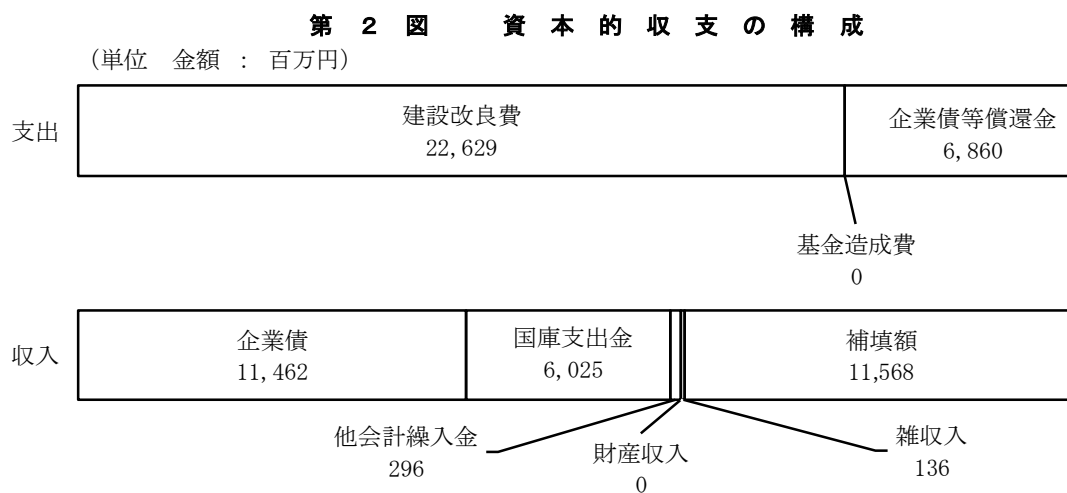 第２図　資本的収支の構成
（単位　金額　：　百万円）
支出
建設改良費
22,629
企業債等償還金
6,860
基金造成費
0
収入
企業債
11,462
国庫支出金
6,025
補填額
11,568
他会計繰入金
296
財産収入
0
雑収入
136